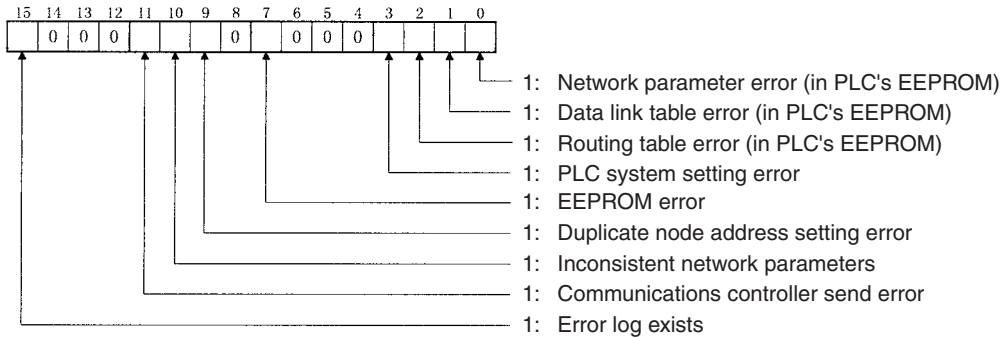 15 14 13 12 11 10 9 8 7 6 5 4 3 2 1 0
0 0 0 0 0 0 0
1: Network parameter error (in PLC's EEPROM)
1: Data link table error (in PLC's EEPROM)
1: Routing table error (in PLC's EEPROM)
1: PLC system setting error
1: EEPROM error
1: Duplicate node address setting error
1: Inconsistent network parameters
1: Communications controller send error
1: Error log exists